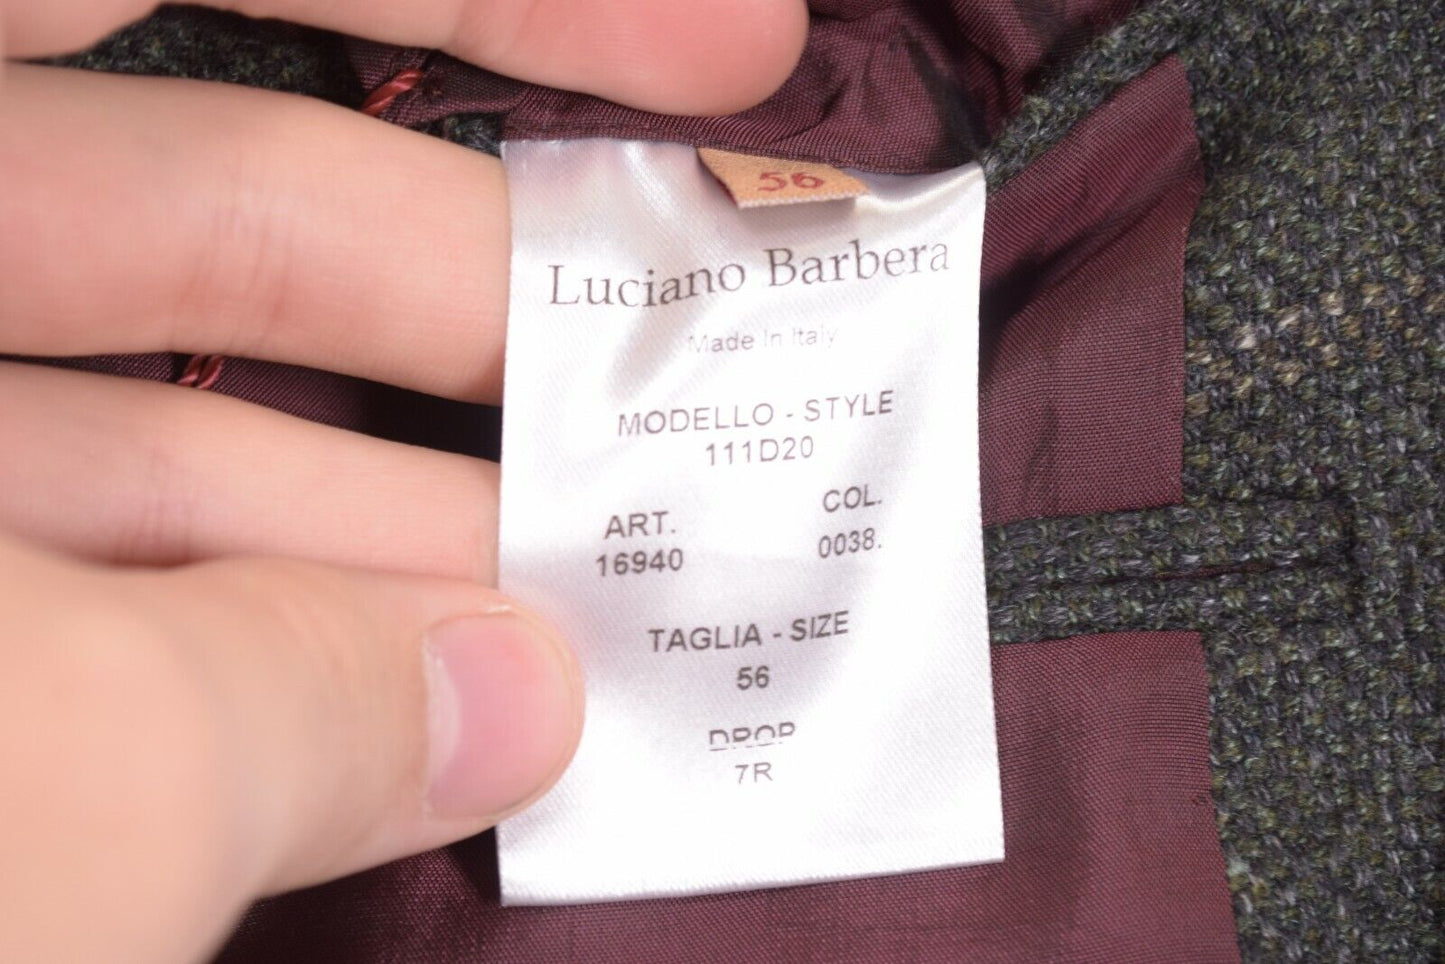 56
Luciano Barbera
Made In Italy
MODELLO - STYLE
111D20
ART. COL.
16940 0038.
TAGLIA - SIZE
56
DROP
7R